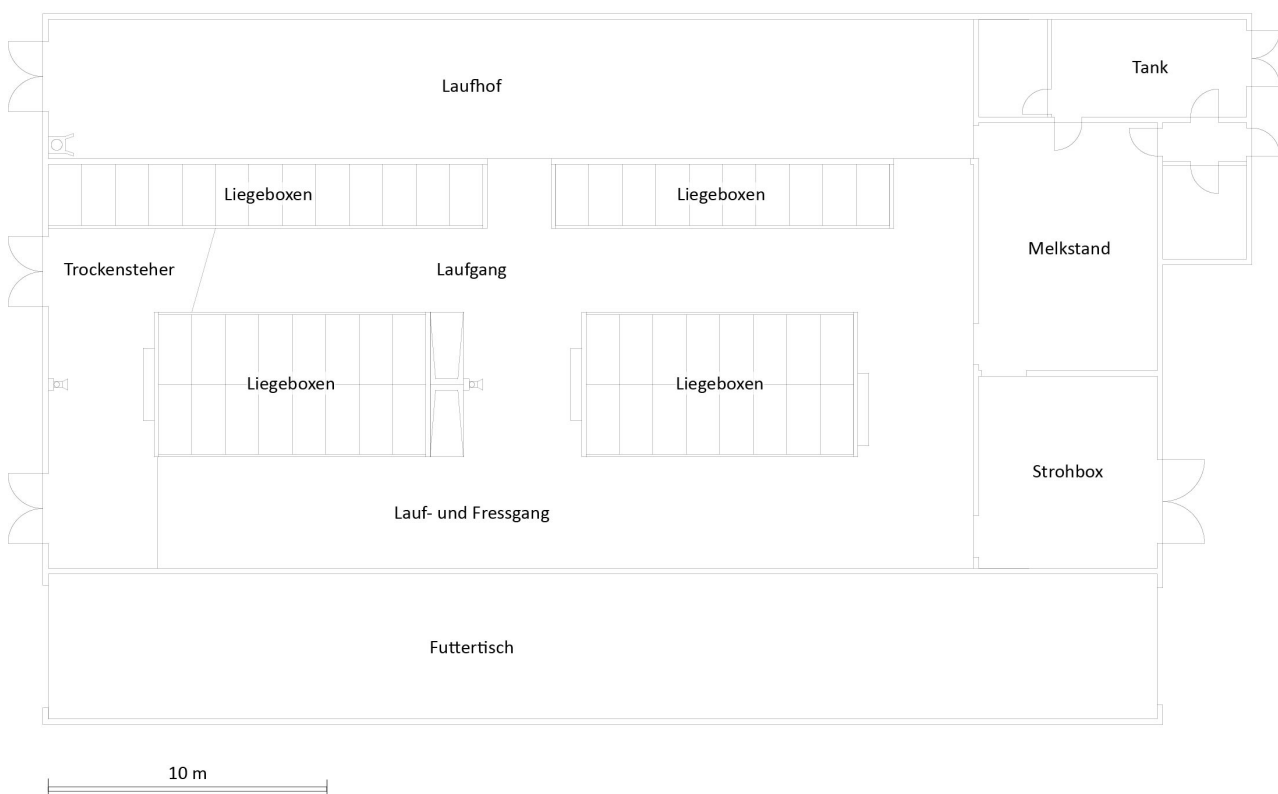 Laufhof
Tank
Liegeboxen
Liegeboxen
Melkstand
Trockensteher
Laufgang
Liegeboxen
Liegeboxen
Strohbox
Lauf- und Fressgang
Futtertisch
10 m